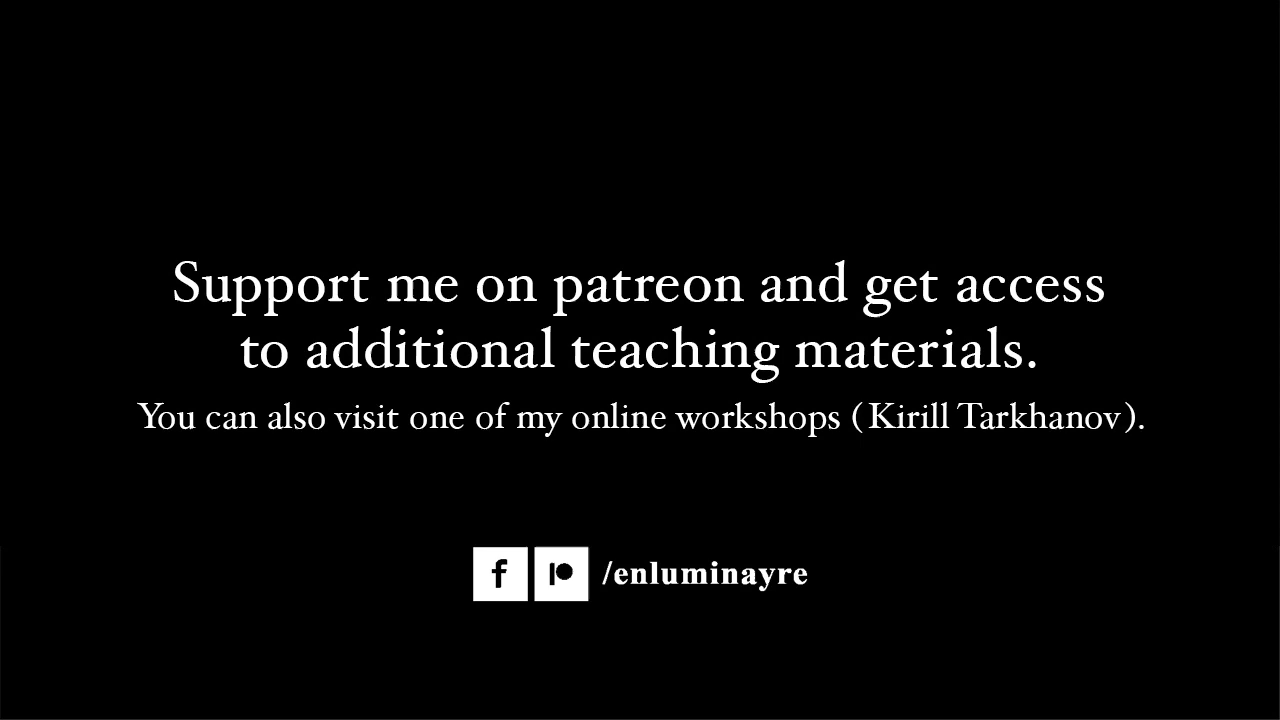 Support me on patreon and get access
to additional teaching materials.
You can also visit one of my online workshops (Kirill Tarkhanov).
f /enluminayre